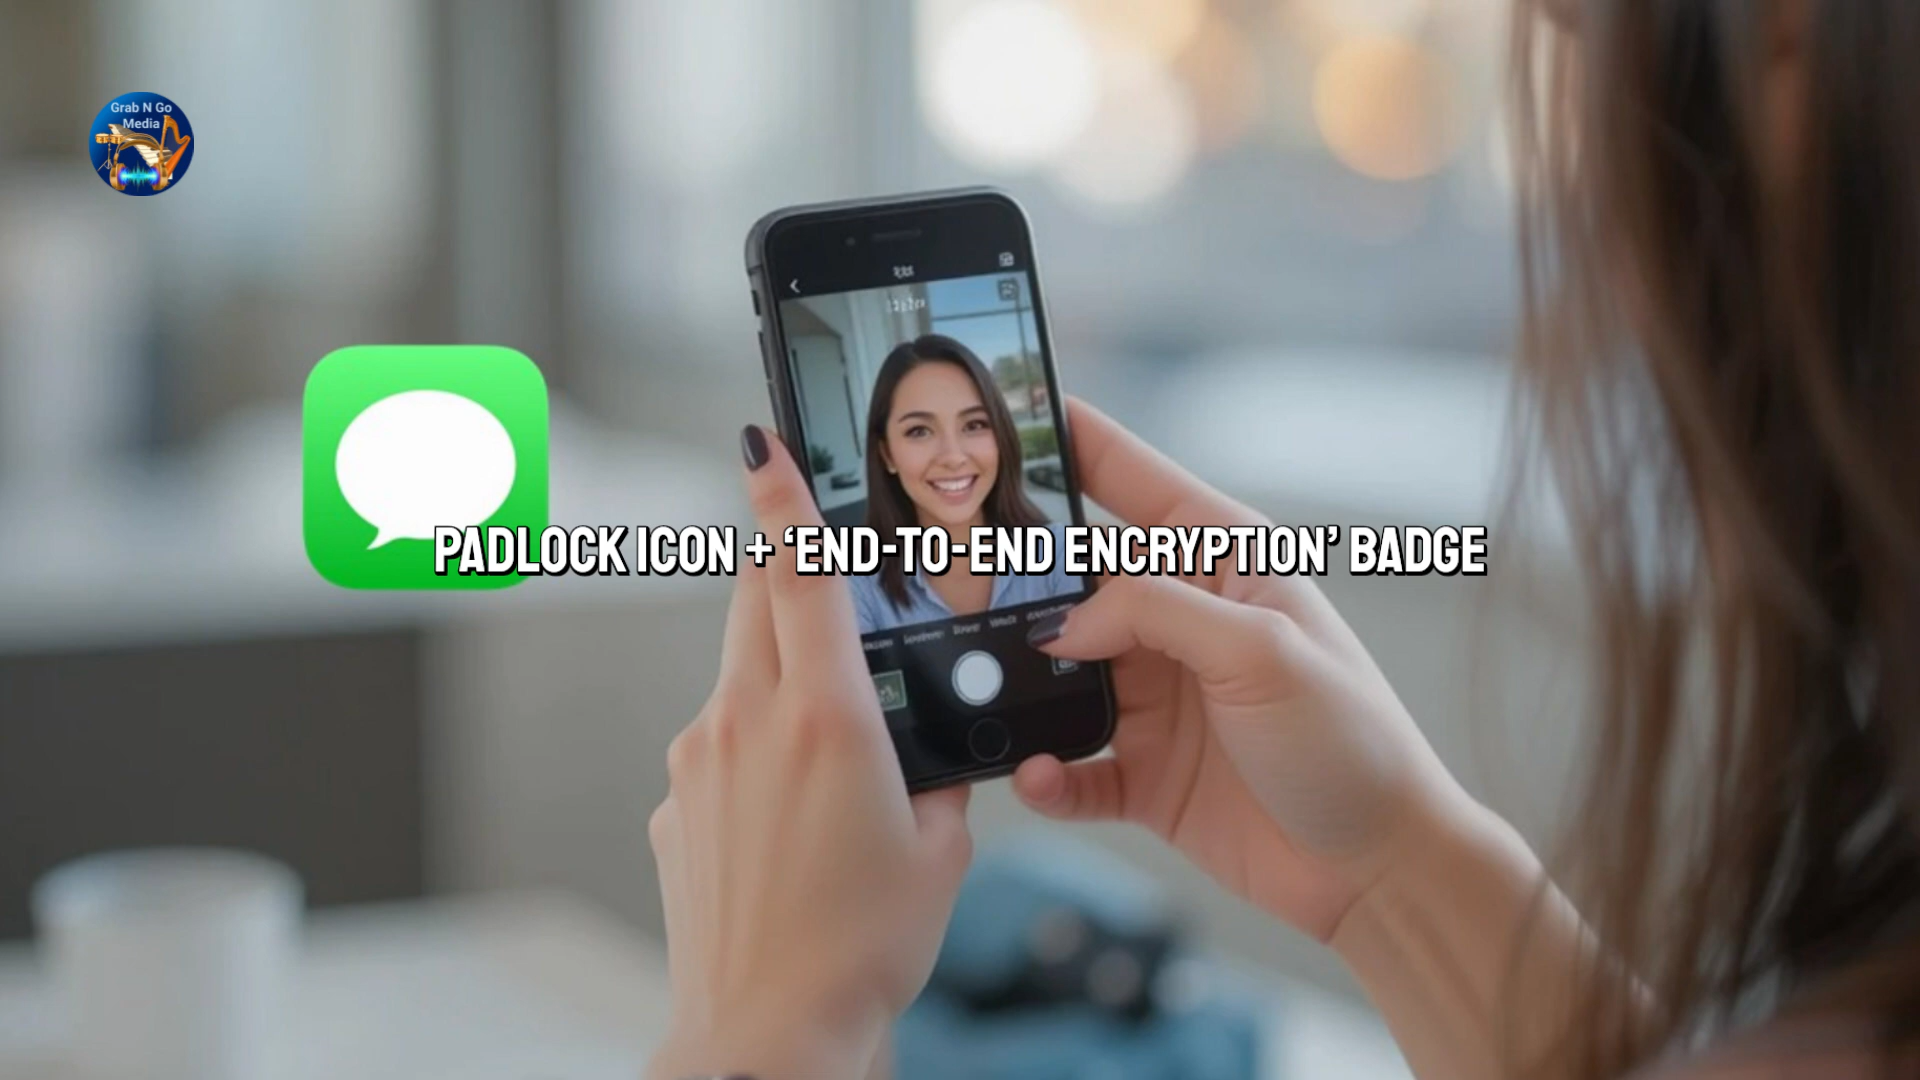 Grab N Go
Media
PADLOCK ICON + ‘END-TO-END ENCRYPTION’ BADGE